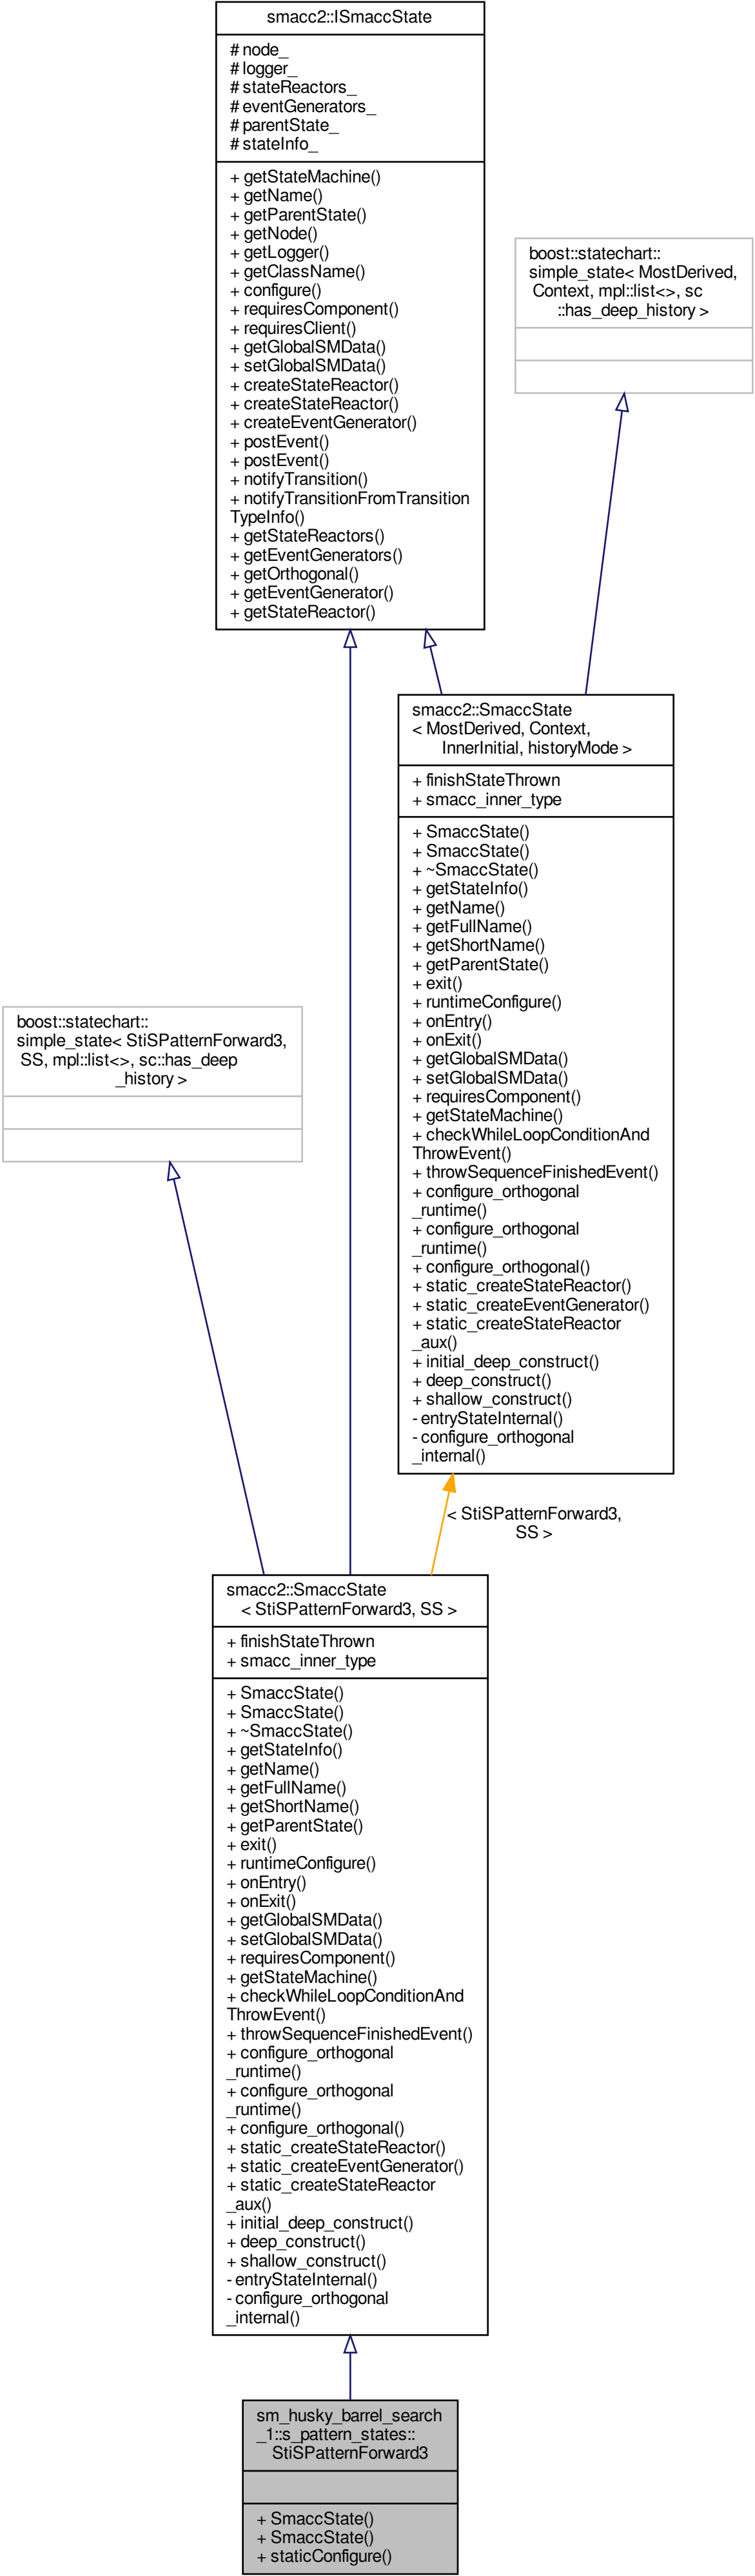 smacc2::ISmaccState
# node_
# logger_
# stateReactors_
# eventGenerators_
# parentState_
# stateInfo_
+ getStateMachine()
+ getName()
+ getParentState()
+ getNode()
+ getLogger()
+ getClassName()
+ configure()
+ requiresComponent()
+ requiresClient()
+ getGlobalSMData()
+ setGlobalSMData()
+ createStateReactor()
+ createStateReactor()
+ createEventGenerator()
+ postEvent()
+ postEvent()
+ notifyTransition()
+ notifyTransitionFromTransition
TypeInfo()
+ getStateReactors()
+ getEventGenerators()
+ getOrthogonal()
+ getEventGenerator()
+ getStateReactor()
boost::statechart::
simple_state< MostDerived,
Context, mpl::list<>, sc
::has_deep_history >
smacc2::SmaccState
< MostDerived, Context,
InnerInitial, historyMode >
+ finishStateThrown
+ smacc_inner_type
+ SmaccState()
+ SmaccState()
+ ~SmaccState()
+ getStateInfo()
+ getName()
+ getFullName()
+ getShortName()
+ getParentState()
+ exit()
+ runtimeConfigure()
+ onEntry()
+ onExit()
+ getGlobalSMData()
+ setGlobalSMData()
+ requiresComponent()
+ getStateMachine()
+ checkWhileLoopConditionAnd
ThrowEvent()
+ throwSequenceFinishedEvent()
+ configure_orthogonal
_runtime()
+ configure_orthogonal
_runtime()
+ configure_orthogonal()
+ static_createStateReactor()
+ static_createEventGenerator()
+ static_createStateReactor
_aux()
+ initial_deep_construct()
+ deep_construct()
+ shallow_construct()
- entryStateInternal()
- configure_orthogonal
_internal()
boost::statechart::
simple_state< StiSPatternForward3,
SS, mpl::list<>, sc::has_deep
_history >
< StiSPatternForward3,
SS >
smacc2::SmaccState
< StiSPatternForward3, SS >
+ finishStateThrown
+ smacc_inner_type
+ SmaccState()
+ SmaccState()
+ ~SmaccState()
+ getStateInfo()
+ getName()
+ getFullName()
+ getShortName()
+ getParentState()
+ exit()
+ runtimeConfigure()
+ onEntry()
+ onExit()
+ getGlobalSMData()
+ setGlobalSMData()
+ requiresComponent()
+ getStateMachine()
+ checkWhileLoopConditionAnd
ThrowEvent()
+ throwSequenceFinishedEvent()
+ configure_orthogonal
_runtime()
+ configure_orthogonal
_runtime()
+ configure_orthogonal()
+ static_createStateReactor()
+ static_createEventGenerator()
+ static_createStateReactor
_aux()
+ initial_deep_construct()
+ deep_construct()
+ shallow_construct()
- entryStateInternal()
- configure_orthogonal
_internal()
sm_husky_barrel_search
_1::s_pattern_states::
StiSPatternForward3
+ SmaccState()
+ SmaccState()
+ staticConfigure()